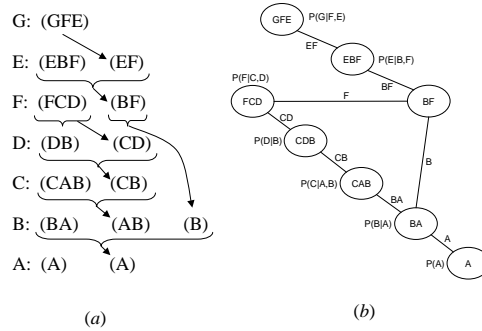 G: (GFE)
E: (EBF) (EF)
F: (FCD) (BF)
D: (DB) (CD)
C: (CAB) (CB)
B: (BA) (AB) (B)
A: (A) (A)
(a)
GFE P(G|F,E)
EF
EBF P(E|B,F)
BF
P(F|C,D)
FCD F BF
CD
P(D|B) CDB
CB B
P(C|A,B) CAB
BA
P(B|A) BA
A
P(A) A
(b)